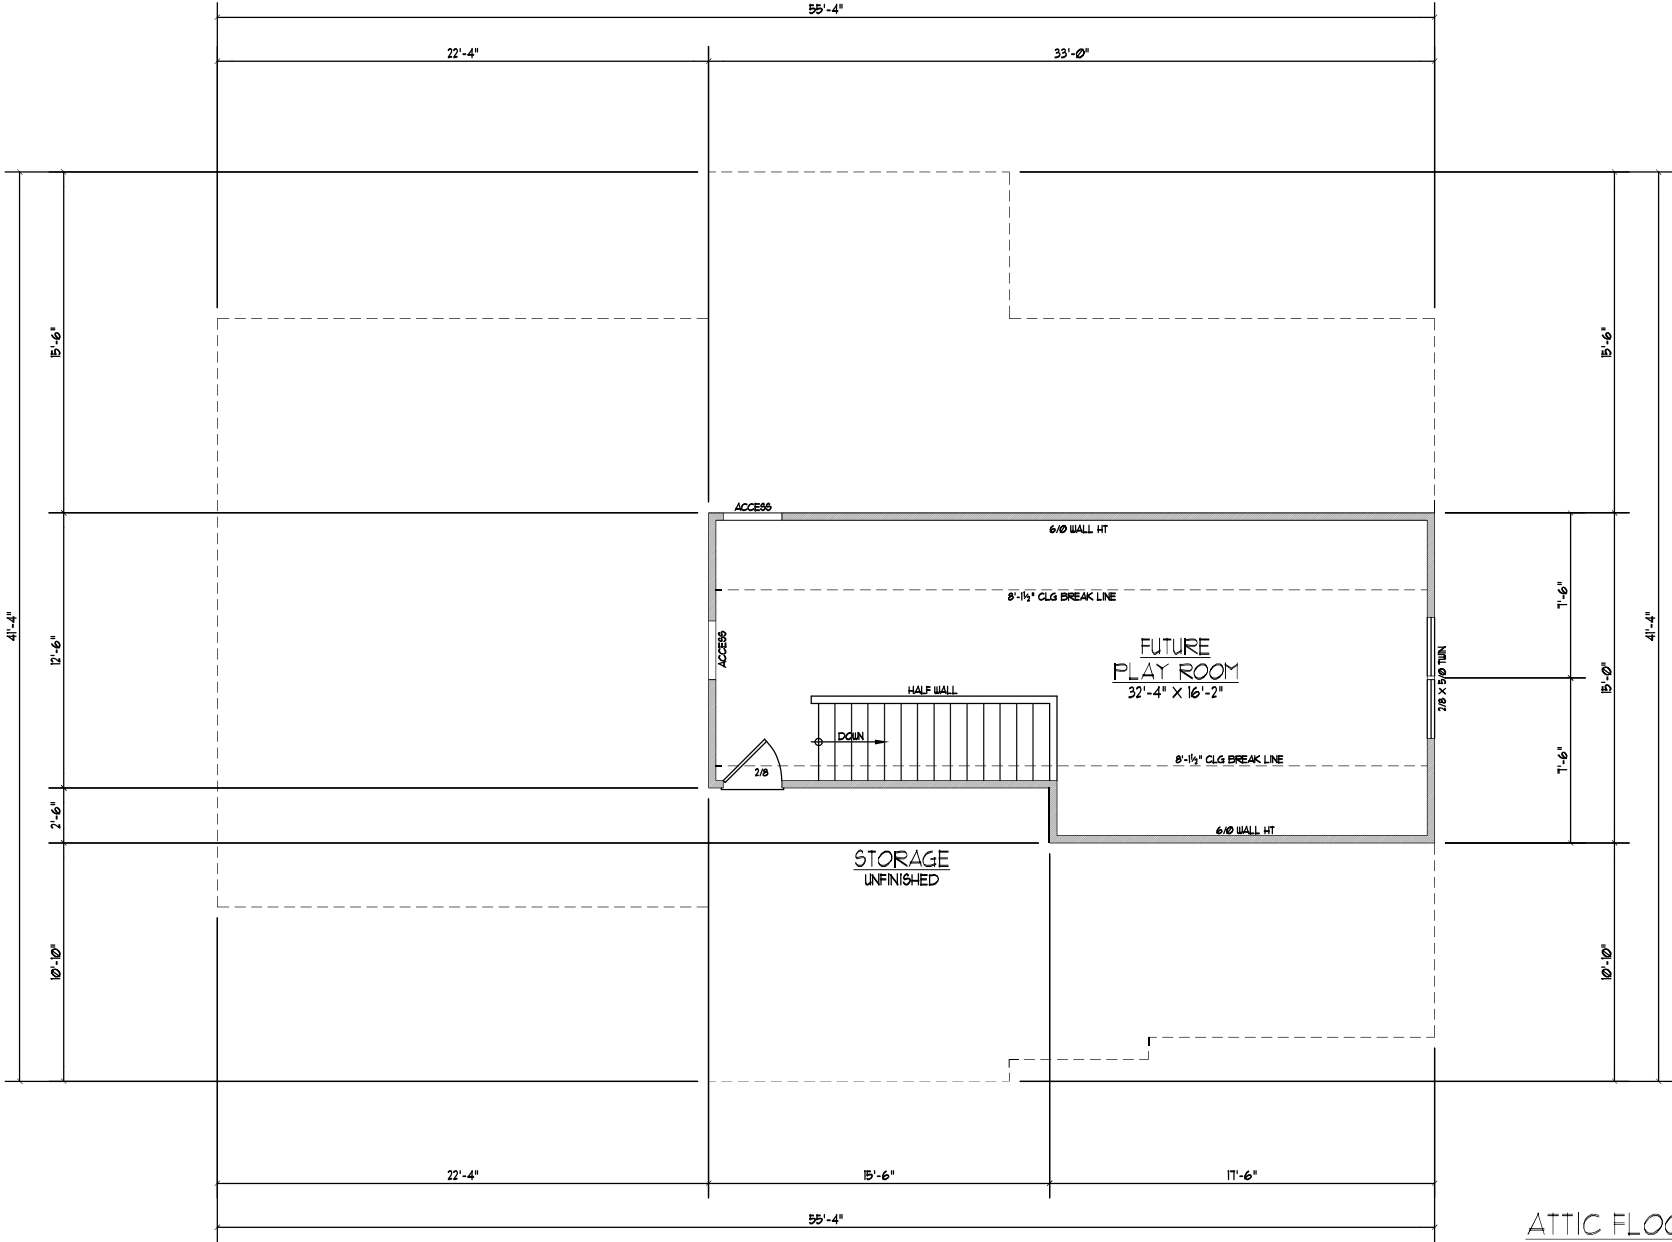 55'-4"
22'-4"
33'-0"
15'-6"
15'-6"
ACCESS
6/0 WALL HT
8'-1½" CLG BREAK LINE
7'-6"
41'-4"
12'-6"
ACCESS
FUTURE
PLAY ROOM
32'-4" X 16'-2"
2/8 X 5/0 TWIN
15'-0"
41'-4"
HALF WALL
DOWN
2/8
8'-1½" CLG BREAK LINE
7'-6"
2'-6"
6/0 WALL HT
STORAGE
UNFINISHED
10'-10"
10'-10"
22'-4"
15'-6"
17'-6"
55'-4"
ATTIC FLOO